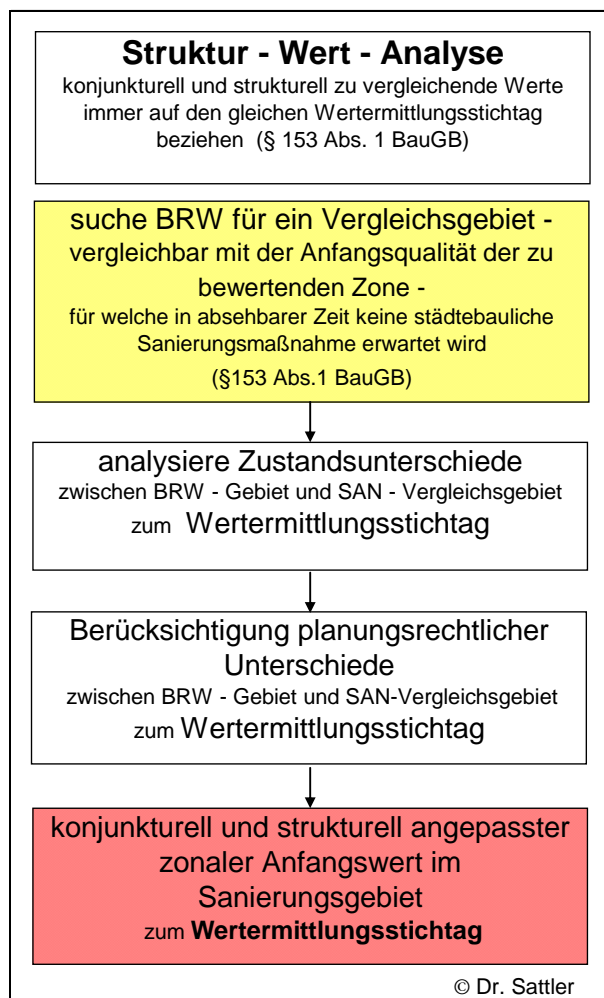 Struktur - Wert - Analyse
konjunkturell und strukturell zu vergleichende Werte
immer auf den gleichen Wertermittlungsstichtag
beziehen (§ 153 Abs. 1 BauGB)
suche BRW für ein Vergleichsgebiet -
vergleichbar mit der Anfangsqualität der zu
bewertenden Zone -
für welche in absehbarer Zeit keine städtebauliche
Sanierungsmaßnahme erwartet wird
(§153 Abs.1 BauGB)
analysiere Zustandsunterschiede
zwischen BRW - Gebiet und SAN - Vergleichsgebiet
zum Wertermittlungsstichtag
Berücksichtigung planungsrechtlicher
Unterschiede
zwischen BRW - Gebiet und SAN-Vergleichsgebiet
zum Wertermittlungsstichtag
konjunkturell und strukturell angepasster
zonaler Anfangswert im
Sanierungsgebiet
zum Wertermittlungsstichtag
© Dr. Sattler